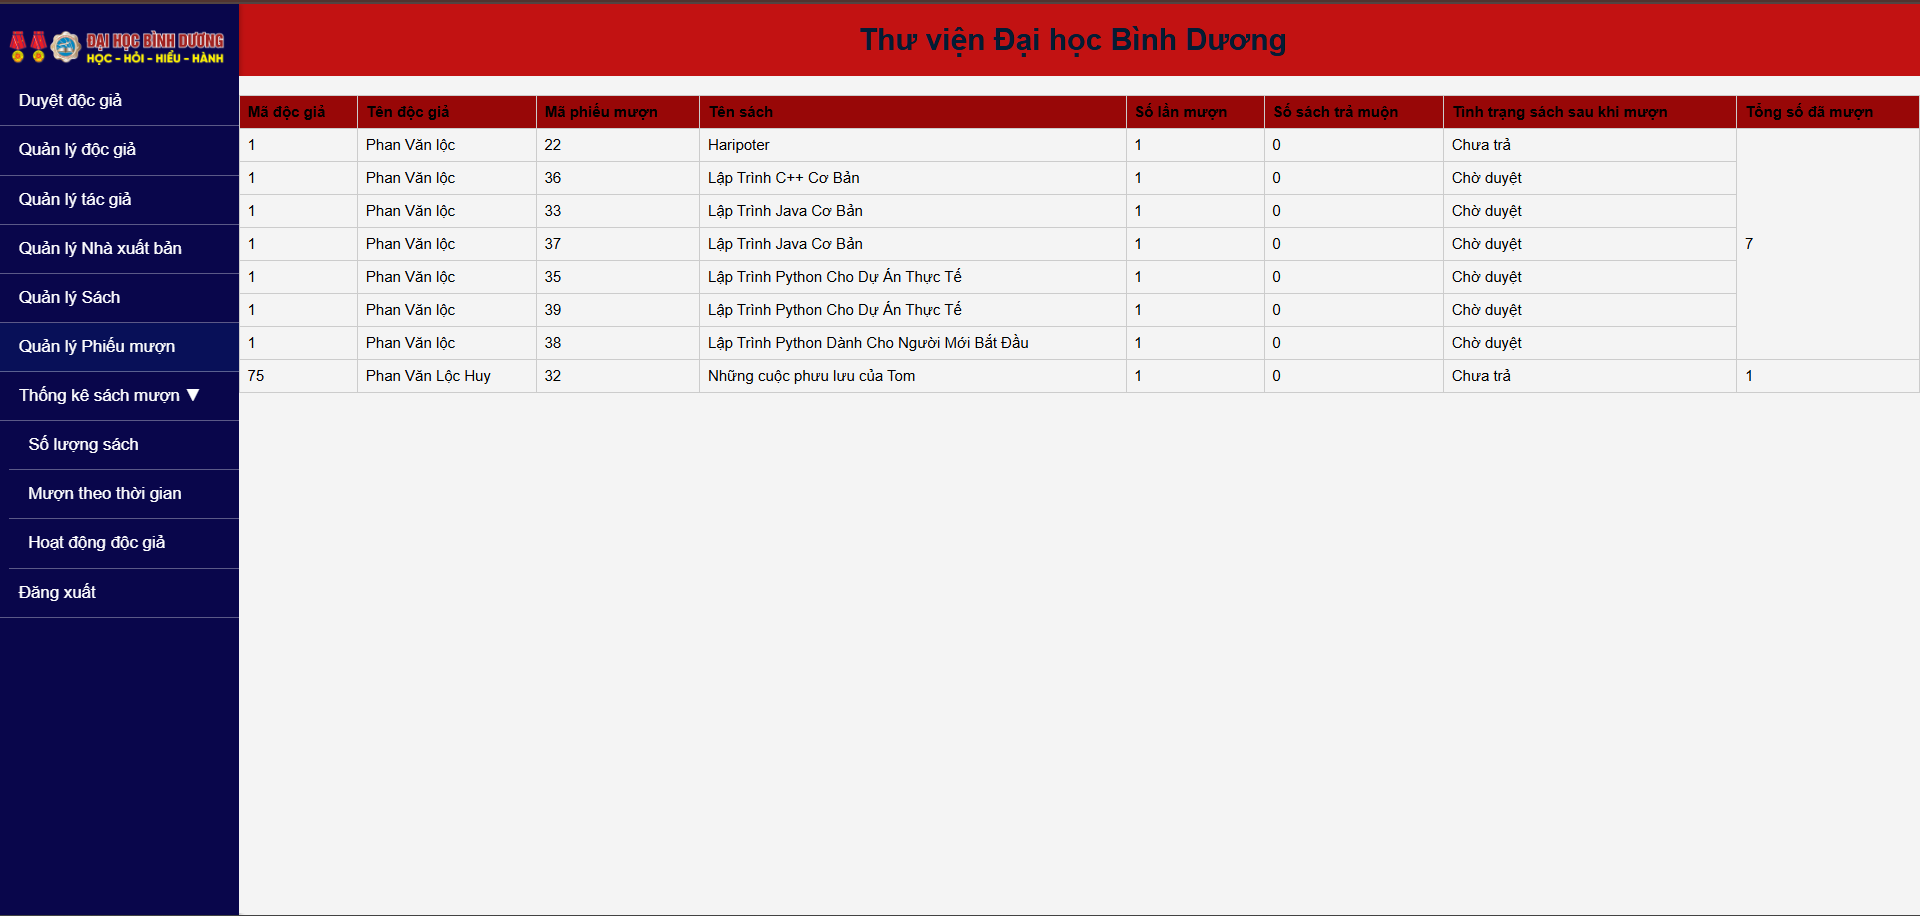 ĐẠI HỌC BÌNH DƯƠNG
HỌC - HỎI - HIỂU - HÀNH
Duyệt độc giả
Quản lý độc giả
Quản lý tác giả
Quản lý Nhà xuất bản
Quản lý Sách
Quản lý Phiếu mượn
Thống kê sách mượn ▼
Số lượng sách
Mượn theo thời gian
Hoạt động độc giả
Đăng xuất
Thư viện Đại học Bình Dương
Mã độc giả Tên độc giả Mã phiếu mượn Tên sách Số lần mượn Số sách trả muộn Tình trạng sách sau khi mượn Tổng số đã mượn
1 Phan Văn lộc 22 Haripoter 1 0 Chưa trả
1 Phan Văn lộc 36 Lập Trình C++ Cơ Bản 1 0 Chờ duyệt
1 Phan Văn lộc 33 Lập Trình Java Cơ Bản 1 0 Chờ duyệt
1 Phan Văn lộc 37 Lập Trình Java Cơ Bản 1 0 Chờ duyệt 7
1 Phan Văn lộc 35 Lập Trình Python Cho Dự Án Thực Tế 1 0 Chờ duyệt
1 Phan Văn lộc 39 Lập Trình Python Cho Dự Án Thực Tế 1 0 Chờ duyệt
1 Phan Văn lộc 38 Lập Trình Python Dành Cho Người Mới Bắt Đầu 1 0 Chờ duyệt
75 Phan Văn Lộc Huy 32 Những cuộc phưu lưu của Tom 1 0 Chưa trả 1